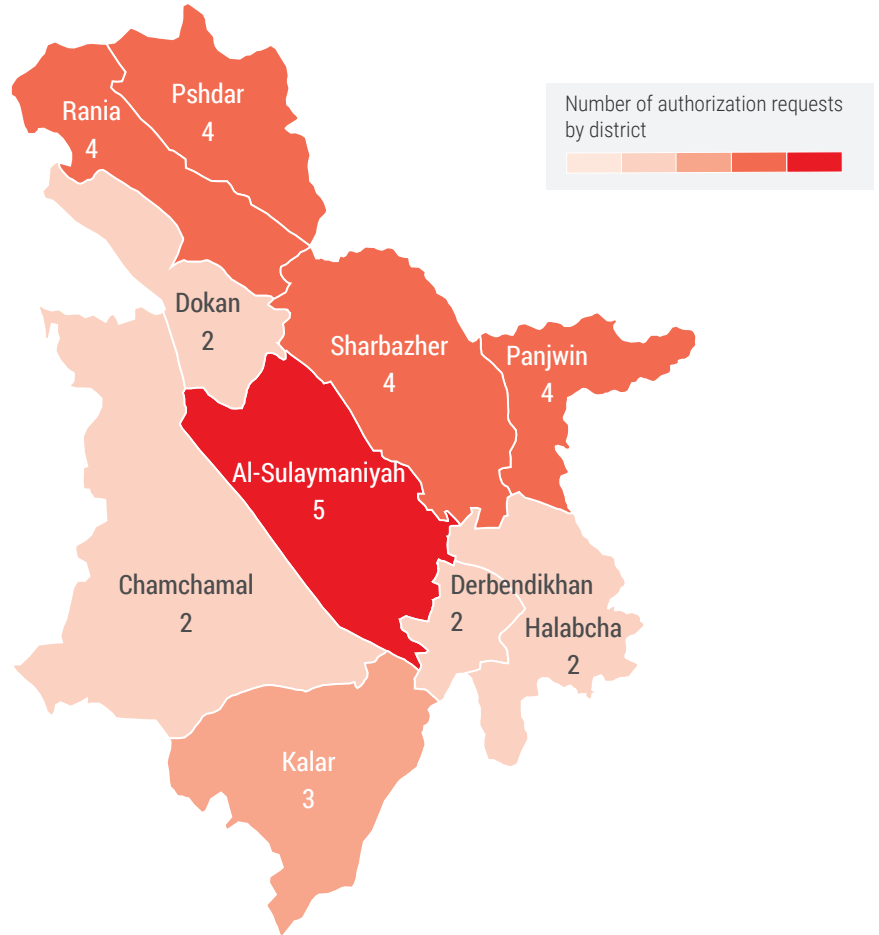 Number of authorization requests
by district
Pshdar
4
Rania
4
Dokan
2
Sharbazher
4
Panjwin
4
Al-Sulaymaniyah
5
Chamchamal
2
Derbendikhan
2
Halabcha
2
Kalar
3